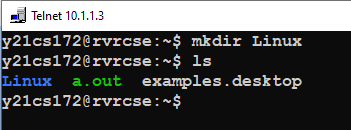 Telnet 10.1.1.3
y21cs172@rvrcse:~$ mkdir Linux
y21cs172@rvrcse:~$ ls
Linux  a.out  examples.desktop
y21cs172@rvrcse:~$